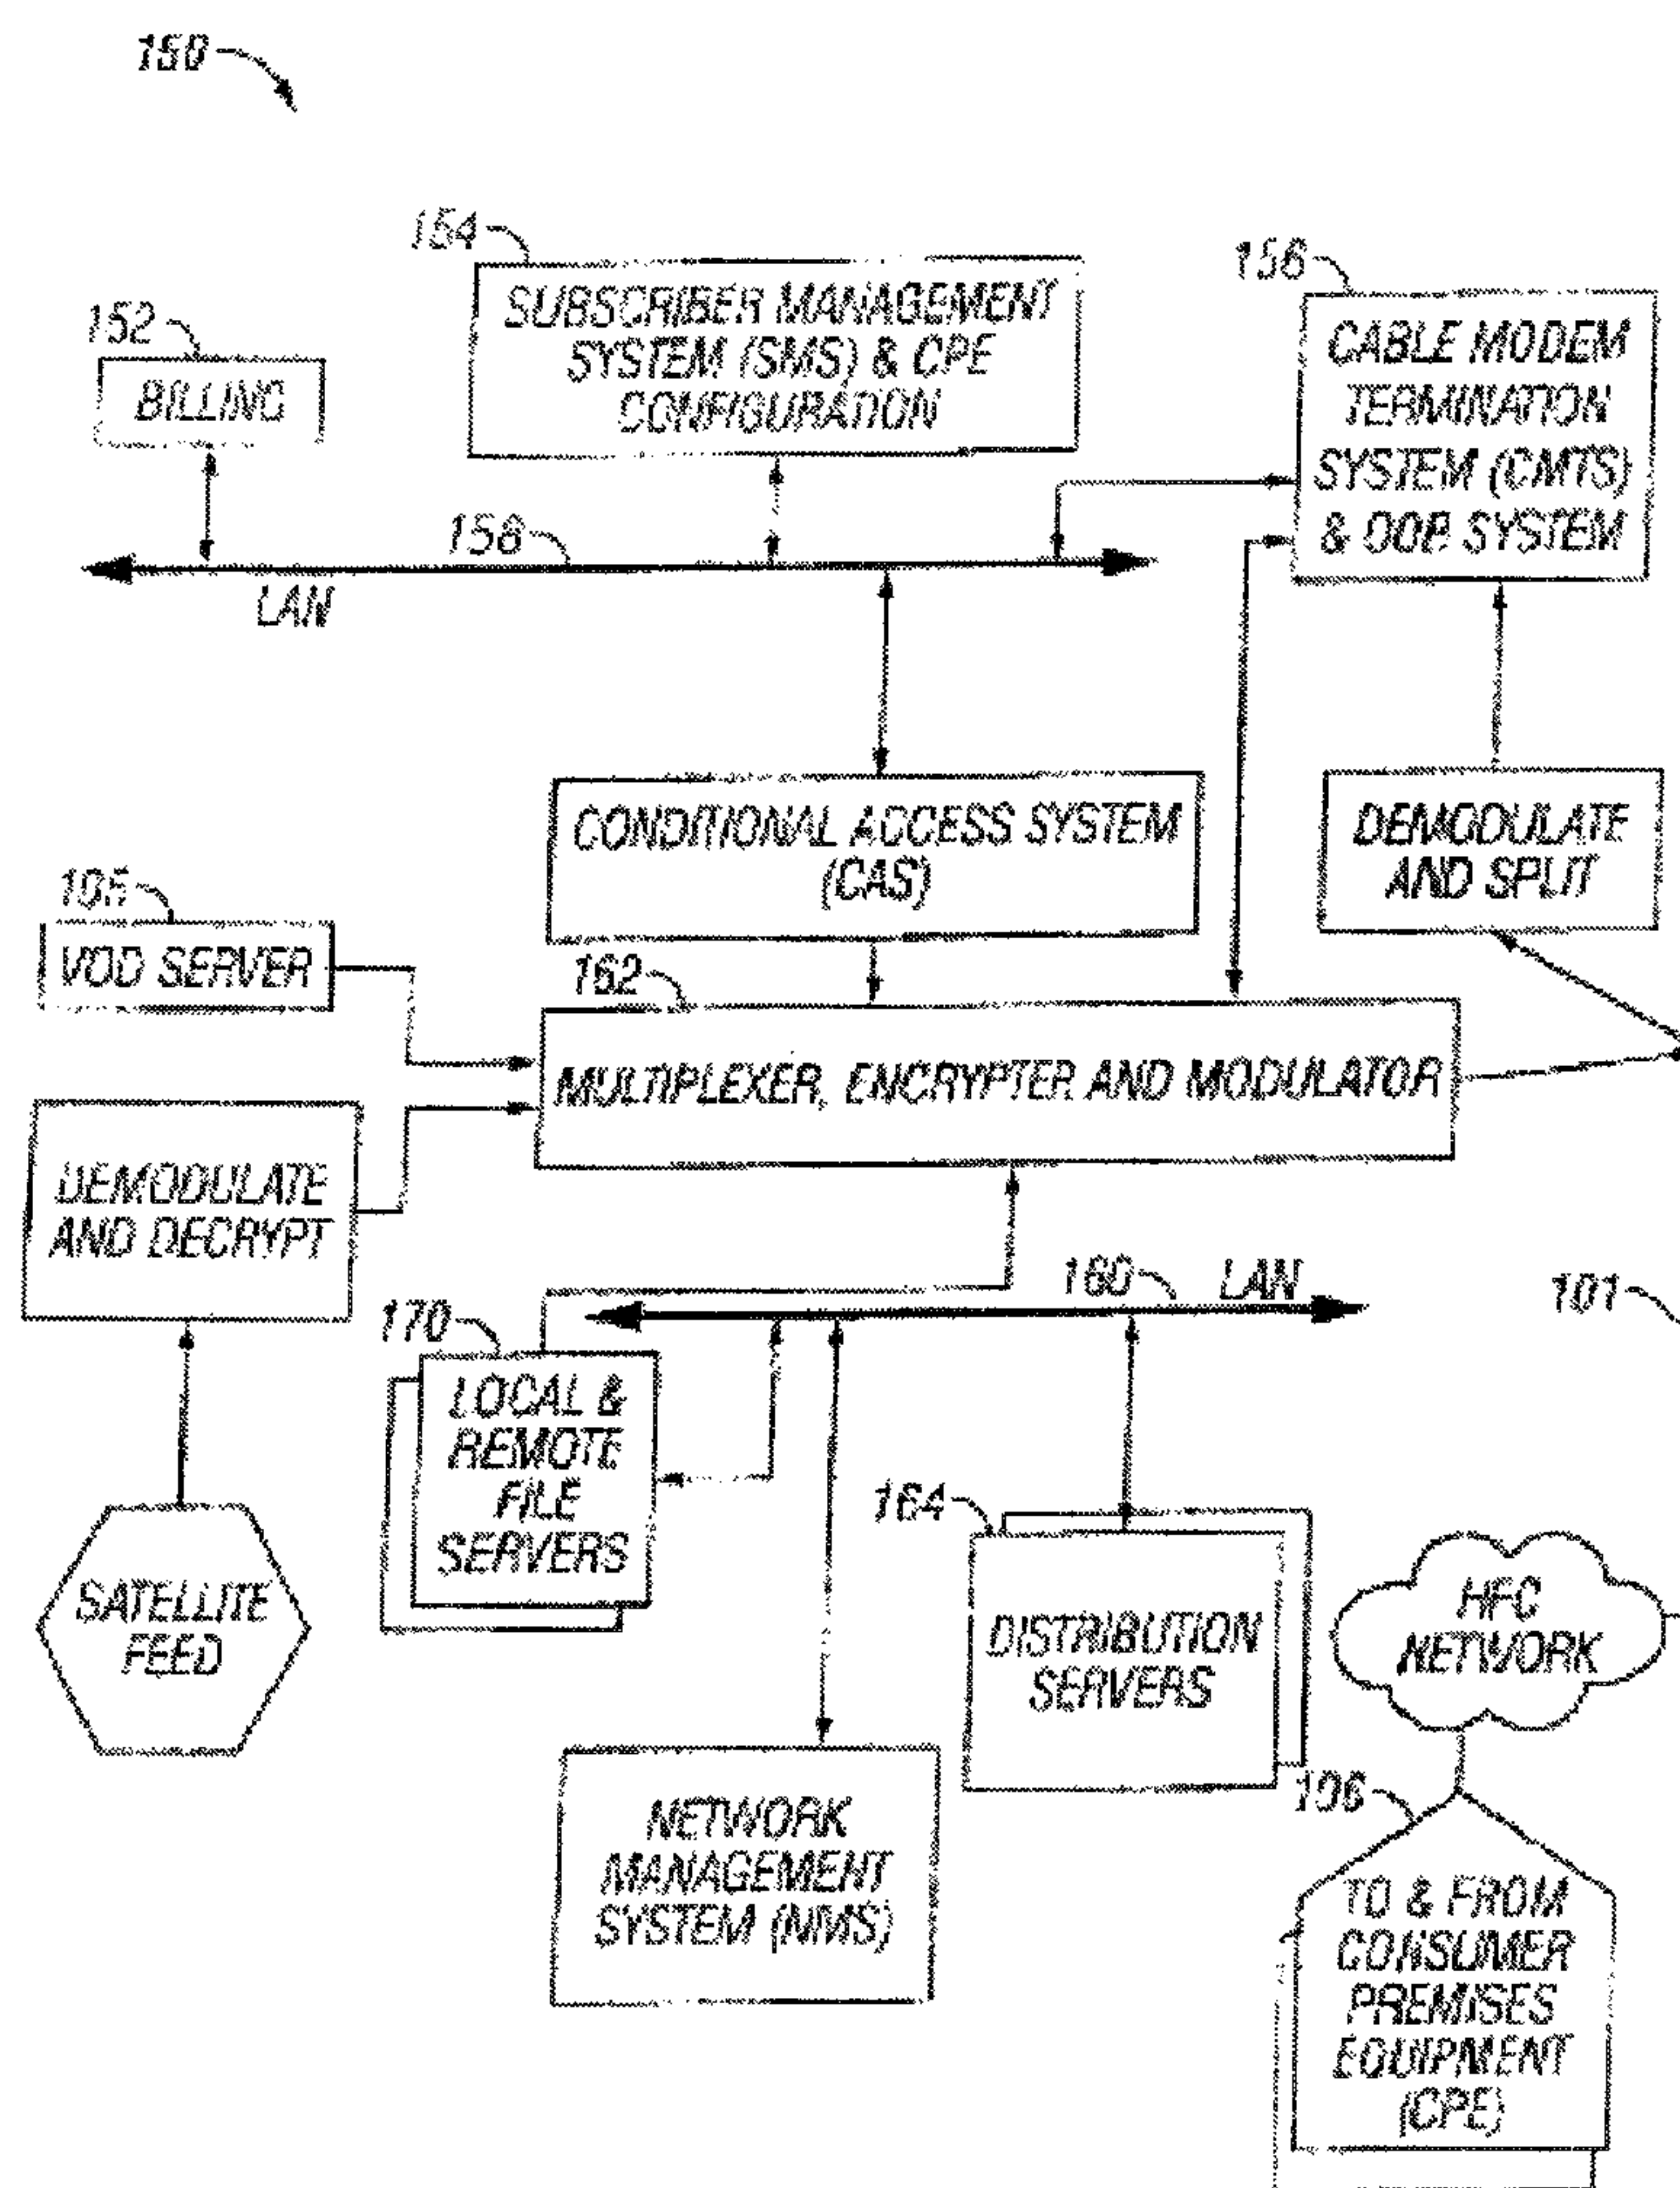 150
154
SUBSCRIBER MANAGEMENT
SYSTEM (SMS) & CPE
CONFIGURATION
156
CABLE MODEM
TERMINATION
SYSTEM (CMTS)
& OOB SYSTEM
152
BILLING
158
LAN
CONDITIONAL ACCESS SYSTEM
(CAS)
DEMODULATE
AND SPLIT
105
VOD SERVER
162
MULTIPLEXER, ENCRYPTER AND MODULATOR
DEMODULATE
AND DECRYPT
160
LAN
101
170
LOCAL &
REMOTE
FILE
SERVERS
164
DISTRIBUTION
SERVERS
SATELLITE
FEED
HFC
NETWORK
NETWORK
MANAGEMENT
SYSTEM (NMS)
106
TO & FROM
CONSUMER
PREMISES
EQUIPMENT
(CPE)